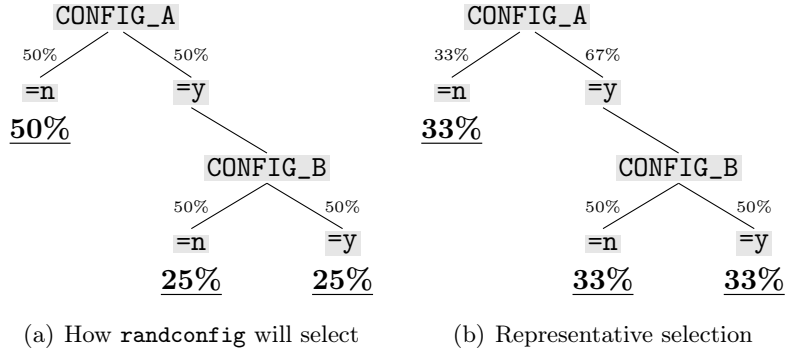 CONFIG_A CONFIG_A
50% 50% 33% 67%
=n =y =n =y
50% 33%
CONFIG_B CONFIG_B
50% 50% 50% 50%
=n =y =n =y
25% 25% 33% 33%
(a) How randconfig will select (b) Representative selection